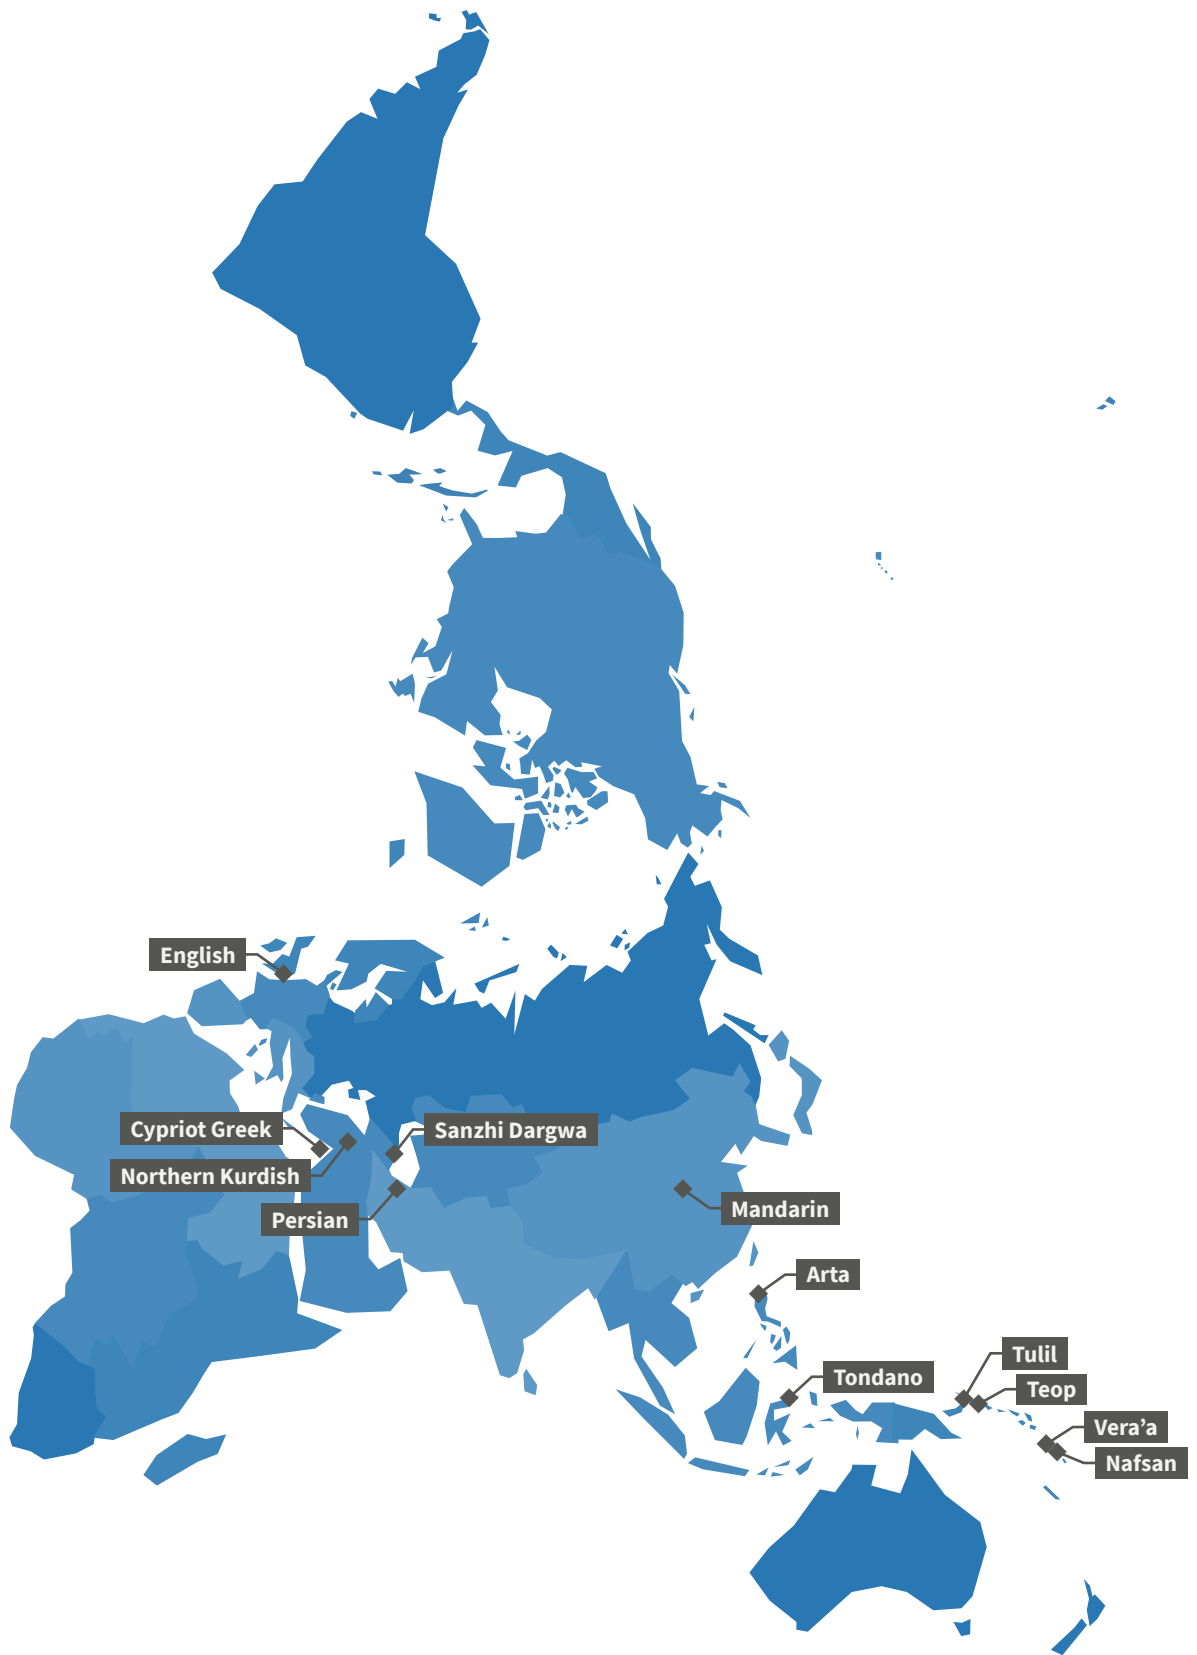 English
Cypriot Greek
Sanzhi Dargwa
Northern Kurdish
Persian
Mandarin
Arta
Tulil
Tondano
Teop
Vera’a
Nafsan